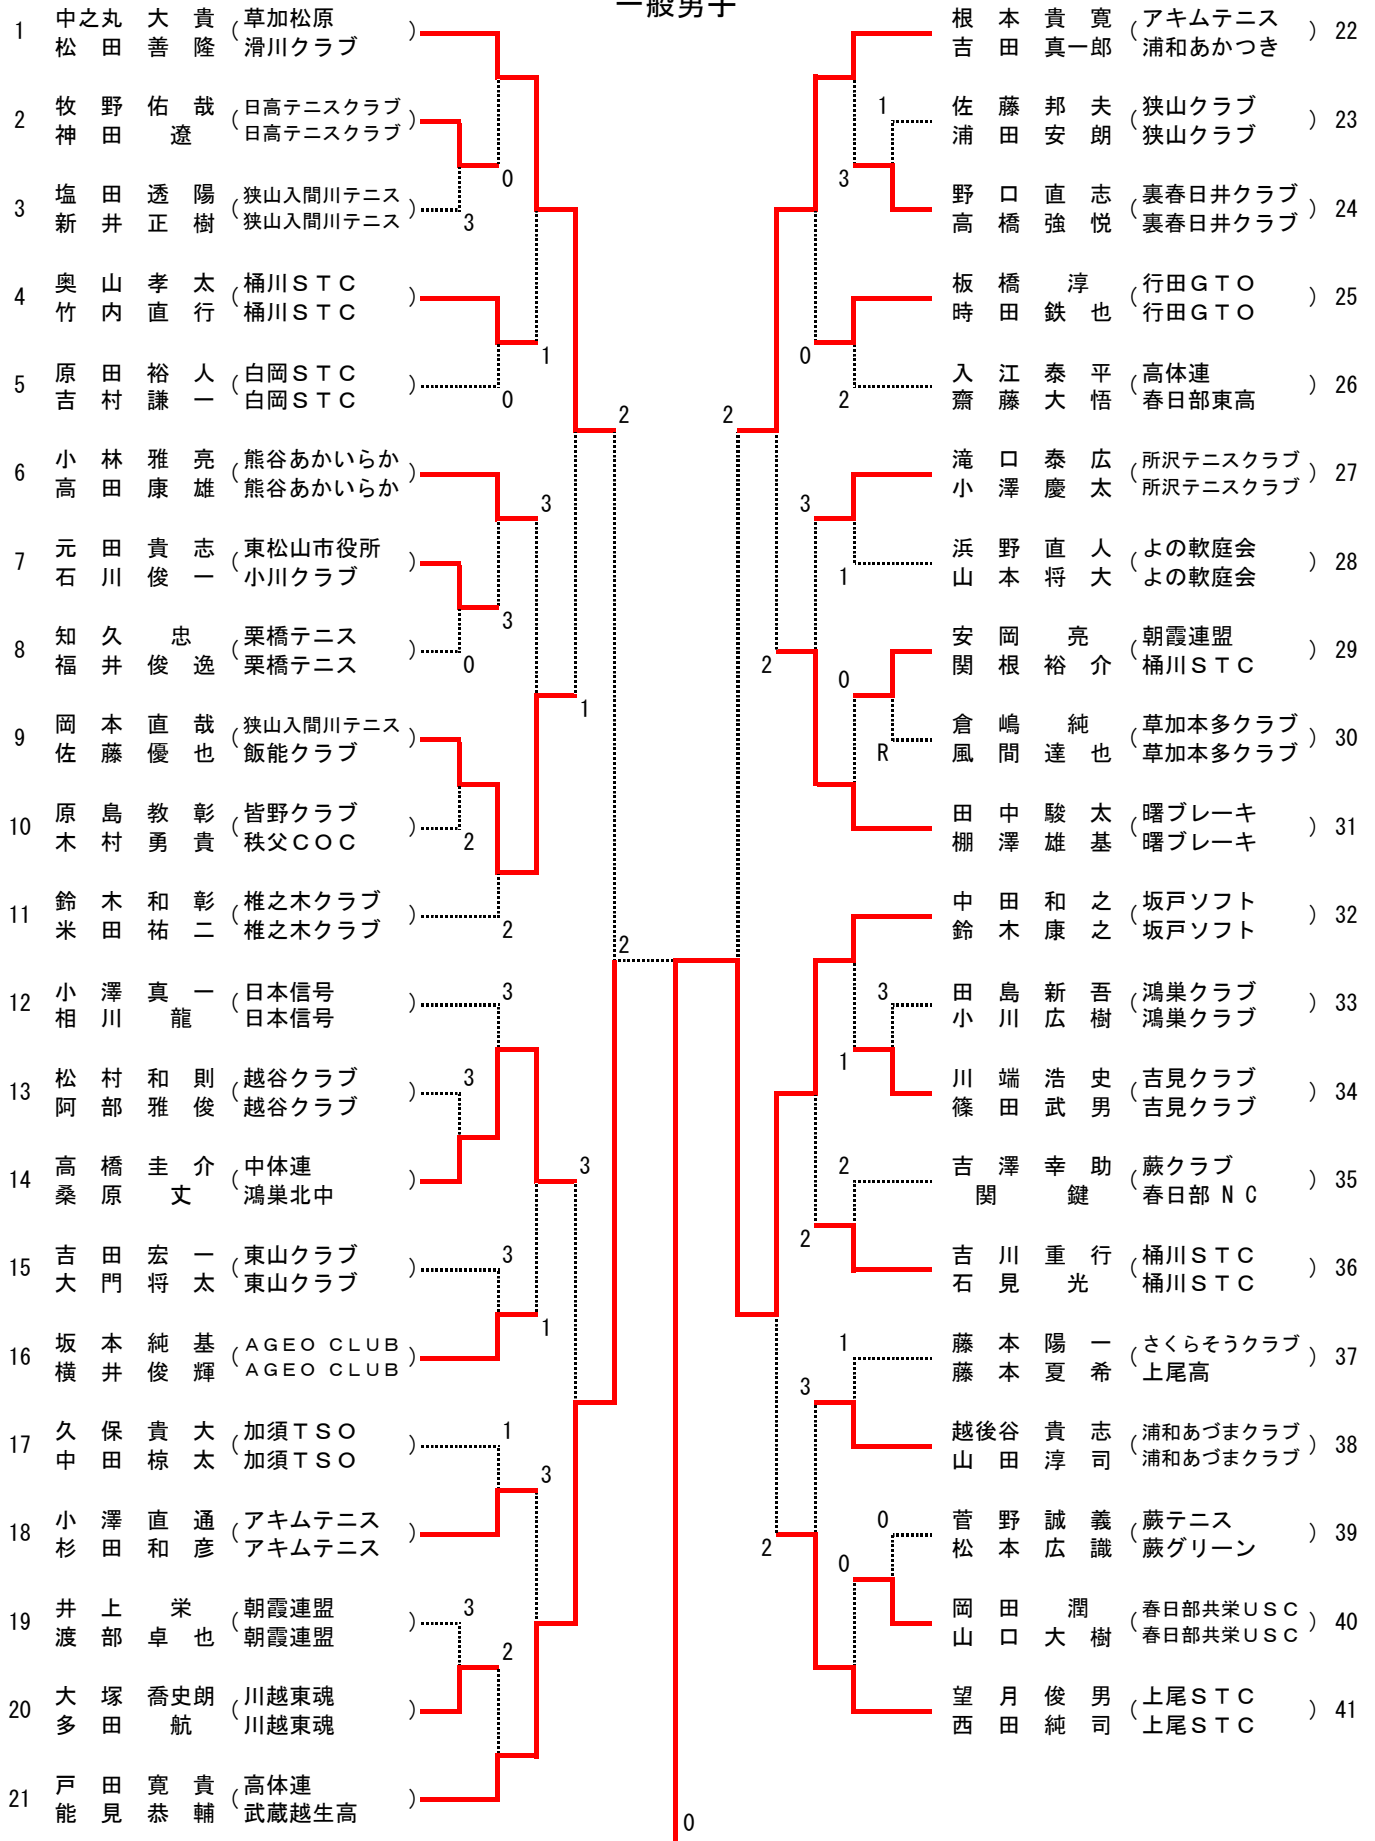 一般男子
1 中之丸 大 貴 ( 草加松原 )
松 田 善 隆 滑川クラブ
2 牧 野 佑 哉 ( 日高テニスクラブ )
神 田 遼 日高テニスクラブ
0
3 塩 田 透 陽 ( 狭山入間川テニス )
新 井 正 樹 狭山入間川テニス
3
4 奥 山 孝 太 ( 桶川STC )
竹 内 直 行 桶川STC
1
5 原 田 裕 人 ( 白岡STC )
吉 村 謙 一 白岡STC
0
2
6 小 林 雅 亮 ( 熊谷あかいらか )
高 田 康 雄 熊谷あかいらか
3
7 元 田 貴 志 ( 東松山市役所 )
石 川 俊 一 小川クラブ
3
8 知 久 忠 ( 栗橋テニス )
福 井 俊 逸 栗橋テニス
0
1
9 岡 本 直 哉 ( 狭山入間川テニス )
佐 藤 優 也 飯能クラブ
10 原 島 教 彰 ( 皆野クラブ )
木 村 勇 貴 秩父COC
2
11 鈴 木 和 彰 ( 椎之木クラブ )
米 田 祐 二 椎之木クラブ
2
2
12 小 澤 真 一 ( 日本信号 )
相 川 龍 日本信号
3
13 松 村 和 則 ( 越谷クラブ )
阿 部 雅 俊 越谷クラブ
3
14 高 橋 圭 介 ( 中体連 )
桑 原 丈 鴻巣北中
3
15 吉 田 宏 一 ( 東山クラブ )
大 門 将 太 東山クラブ
3
1
16 坂 本 純 基 ( AGEO CLUB )
横 井 俊 輝 AGEO CLUB
17 久 保 貴 大 ( 加須TSO )
中 田 椋 太 加須TSO
1
3
18 小 澤 直 通 ( アキムテニス )
杉 田 和 彦 アキムテニス
19 井 上 栄 ( 朝霞連盟 )
渡 部 卓 也 朝霞連盟
3
2
20 大 塚 喬史朗 ( 川越東魂 )
多 田 航 川越東魂
21 戸 田 寛 貴 ( 高体連 )
能 見 恭 輔 武蔵越生高
0
根 本 貴 寛 ( アキムテニス ) 22
吉 田 真一郎 浦和あかつき
1
佐 藤 邦 夫 ( 狭山クラブ ) 23
浦 田 安 朗 狭山クラブ
3
野 口 直 志 ( 裏春日井クラブ ) 24
高 橋 強 悦 裏春日井クラブ
板 橋 淳 ( 行田GTO ) 25
時 田 鉄 也 行田GTO
0
入 江 泰 平 ( 高体連 ) 26
齋 藤 大 悟 春日部東高
2
2
滝 口 泰 広 ( 所沢テニスクラブ ) 27
小 澤 慶 太 所沢テニスクラブ
3
浜 野 直 人 ( よの軟庭会 ) 28
山 本 将 大 よの軟庭会
1
安 岡 亮 ( 朝霞連盟 ) 29
関 根 裕 介 桶川STC
2
0
倉 嶋 純 ( 草加本多クラブ ) 30
風 間 達 也 草加本多クラブ
R
田 中 駿 太 ( 曙ブレーキ ) 31
棚 澤 雄 基 曙ブレーキ
中 田 和 之 ( 坂戸ソフト ) 32
鈴 木 康 之 坂戸ソフト
3
田 島 新 吾 ( 鴻巣クラブ ) 33
小 川 広 樹 鴻巣クラブ
1
川 端 浩 史 ( 吉見クラブ ) 34
篠 田 武 男 吉見クラブ
2
吉 澤 幸 助 ( 蕨クラブ ) 35
関 鍵 春日部NC
2
吉 川 重 行 ( 桶川STC ) 36
石 見 光 桶川STC
1
藤 本 陽 一 ( さくらそうクラブ ) 37
藤 本 夏 希 上尾高
3
越後谷 貴 志 ( 浦和あづまクラブ ) 38
山 田 淳 司 浦和あづまクラブ
0
菅 野 誠 義 ( 蕨テニス ) 39
松 本 広 識 蕨グリーン
2
0
岡 田 潤 ( 春日部共栄USC ) 40
山 口 大 樹 春日部共栄USC
望 月 俊 男 ( 上尾STC ) 41
西 田 純 司 上尾STC